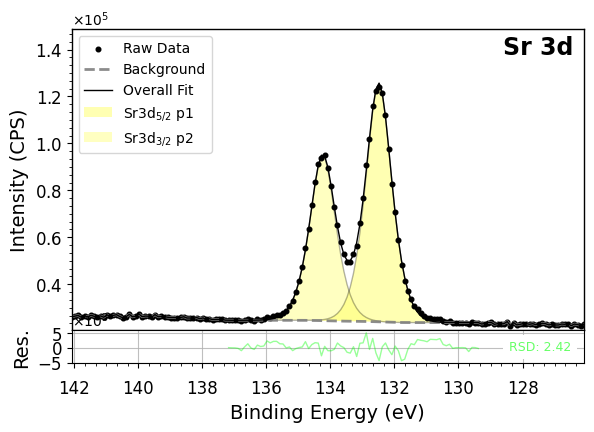 ×10⁵
Sr 3d
Raw Data
Background
Overall Fit
Sr3d₅/₂ p1
Sr3d₃/₂ p2
Intensity (CPS)
1.4
1.2
1.0
0.8
0.6
0.4
Res.
5
0
−5
RSD: 2.42
142 140 138 136 134 132 130 128
Binding Energy (eV)